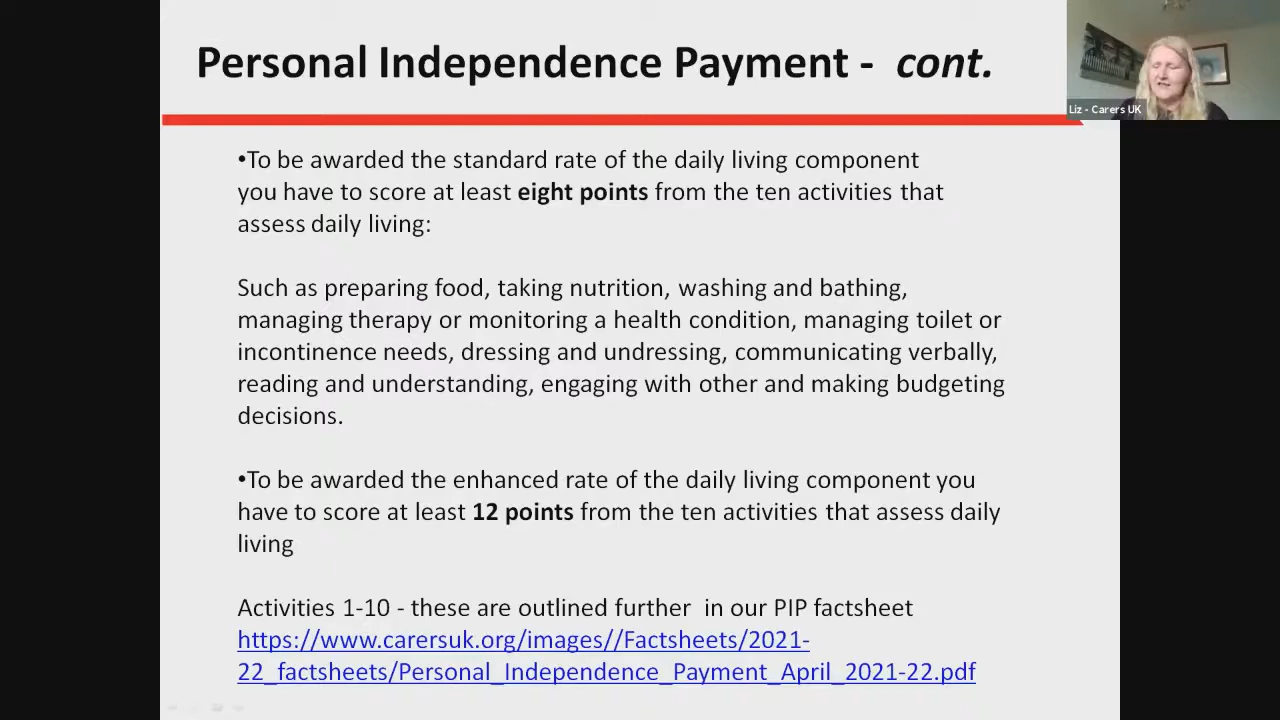 Personal Independence Payment - cont.
Liz - Carers UK
•To be awarded the standard rate of the daily living component
you have to score at least eight points from the ten activities that
assess daily living:
Such as preparing food, taking nutrition, washing and bathing,
managing therapy or monitoring a health condition, managing toilet or
incontinence needs, dressing and undressing, communicating verbally,
reading and understanding, engaging with other and making budgeting
decisions.
•To be awarded the enhanced rate of the daily living component you
have to score at least 12 points from the ten activities that assess daily
living
Activities 1-10 - these are outlined further  in our PIP factsheet
https://www.carersuk.org/images//Factsheets/2021-
22_factsheets/Personal_Independence_Payment_April_2021-22.pdf